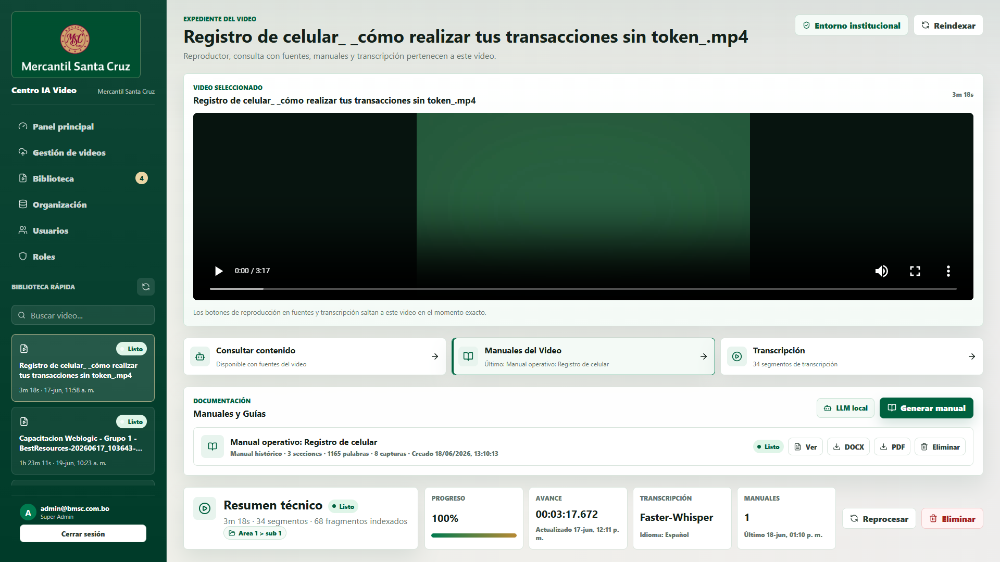 BOLIVIA
MSC
1905
Mercantil Santa Cruz
Centro IA Video
Mercantil Santa Cruz
Panel principal
Gestión de videos
Biblioteca
4
Organización
Usuarios
Roles
BIBLIOTECA RÁPIDA
Buscar video...
Listo
Registro de celular_ _cómo realizar
tus transacciones sin token_.mp4
3m 18s · 17-jun, 11:58 a. m.
Listo
Capacitacion Weblogic - Grupo 1 -
BestResources-20260617_103643-...
1h 23m 11s · 19-jun, 10:23 a. m.
A
admin@bmsc.com.bo
Super Admin
Cerrar sesión
EXPEDIENTE DEL VIDEO
Registro de celular_ _cómo realizar tus transacciones sin token_.mp4
Reproductor, consulta con fuentes, manuales y transcripción pertenecen a este video.
Entorno institucional
Reindexar
VIDEO SELECCIONADO
Registro de celular_ _cómo realizar tus transacciones sin token_.mp4
3m 18s
0:00 / 3:17
Los botones de reproducción en fuentes y transcripción saltan a este video en el momento exacto.
Consultar contenido
Disponible con fuentes del video
Manuales del Video
Último: Manual operativo: Registro de celular
Transcripción
34 segmentos de transcripción
DOCUMENTACIÓN
Manuales y Guías
LLM local
Generar manual
Manual operativo: Registro de celular
Manual histórico · 3 secciones · 1165 palabras · 8 capturas · Creado 18/06/2026, 13:10:13
Listo
Ver
DOCX
PDF
Eliminar
Resumen técnico
Listo
3m 18s · 34 segmentos · 68 fragmentos indexados
Area 1 > sub 1
PROGRESO
100%
AVANCE
00:03:17.672
Actualizado 17-jun, 12:11 p.
m.
TRANSCRIPCIÓN
Faster-Whisper
Idioma: Español
MANUALES
1
Último 18-jun, 01:10 p. m.
Reprocesar
Eliminar